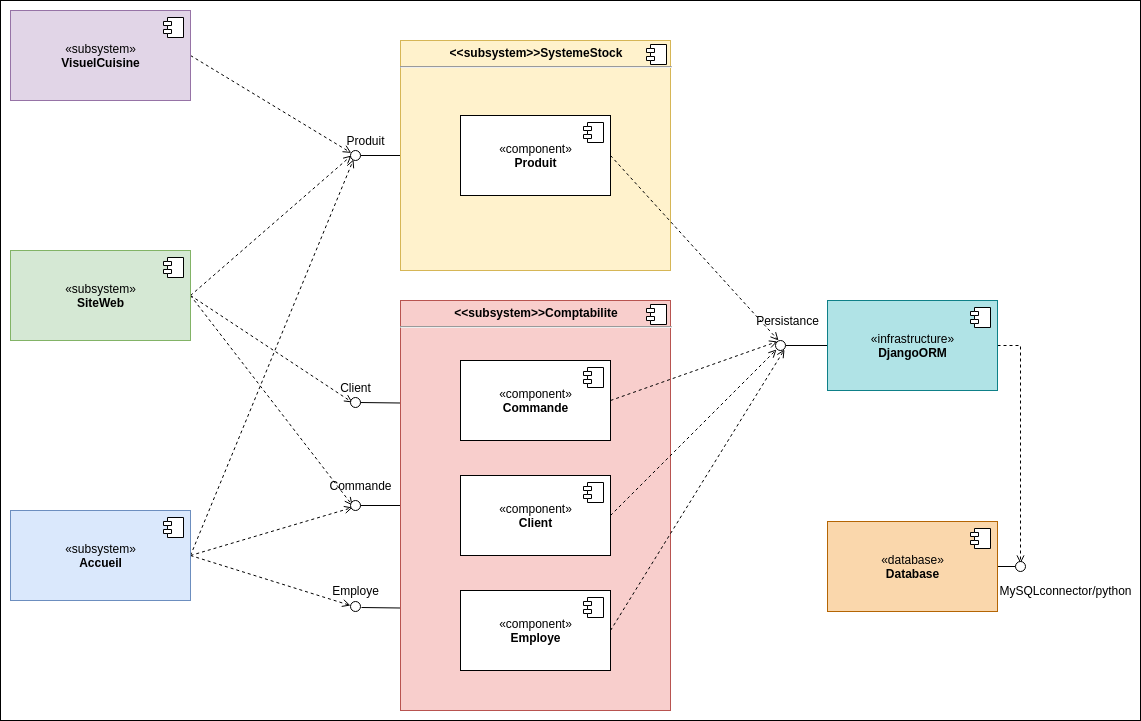 «subsystem»
VisuelCuisine
<<subsystem>>SystemeStock
Produit
«component»
Produit
«subsystem»
SiteWeb
<<subsystem>>Comptabilite
Persistance
«infrastructure»
DjangoORM
Client
«component»
Commande
Commande
«component»
Client
«subsystem»
Accueil
«database»
Database
MySQLconnector/python
Employe
«component»
Employe